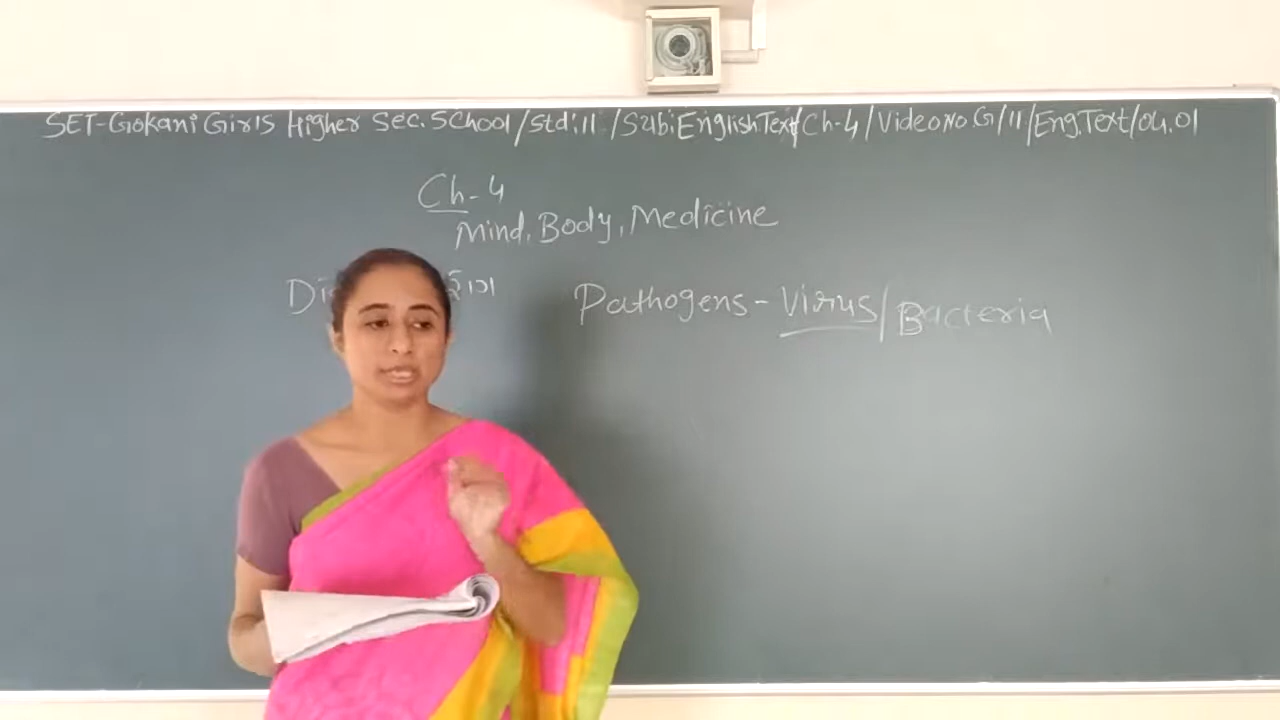 SET-Gokani Girls Higher Sec. School/Std:11/Sub:English Text/Ch-4/Video No.G/11/Eng.Text/04.01
Ch-4
Mind, Body, Medicine
Pathogens - Virus/Bacteria